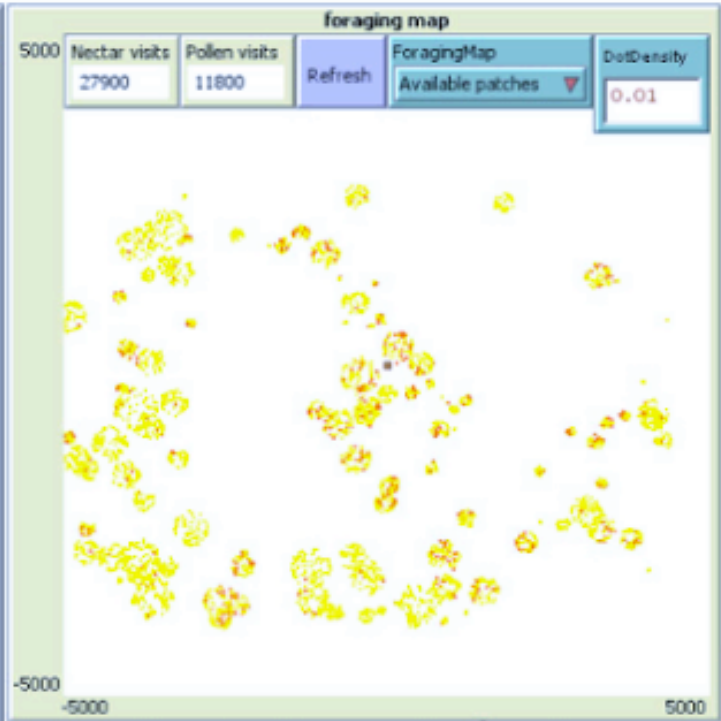 foraging map
5000
Nectar visits
27900
Pollen visits
11800
Refresh
ForagingMap
Available patches
DotDensity
0.01
-5000
-5000
5000